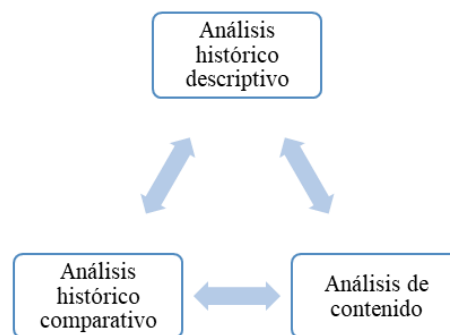 Análisis
histórico
descriptivo
Análisis
histórico
comparativo
Análisis de
contenido